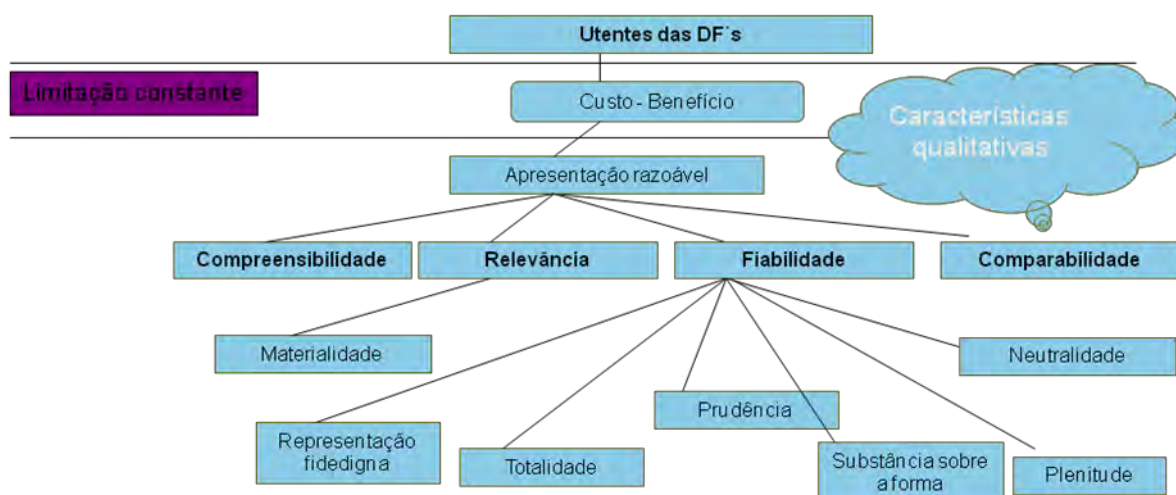 Utentes das DF´s
Limitação constante
Custo - Benefício
Características
qualitativas
Apresentação razoável
Compreensibilidade
Relevância
Fiabilidade
Comparabilidade
Materialidade
Neutralidade
Prudência
Representação
fidedigna
Totalidade
Substância sobre
a forma
Plenitude